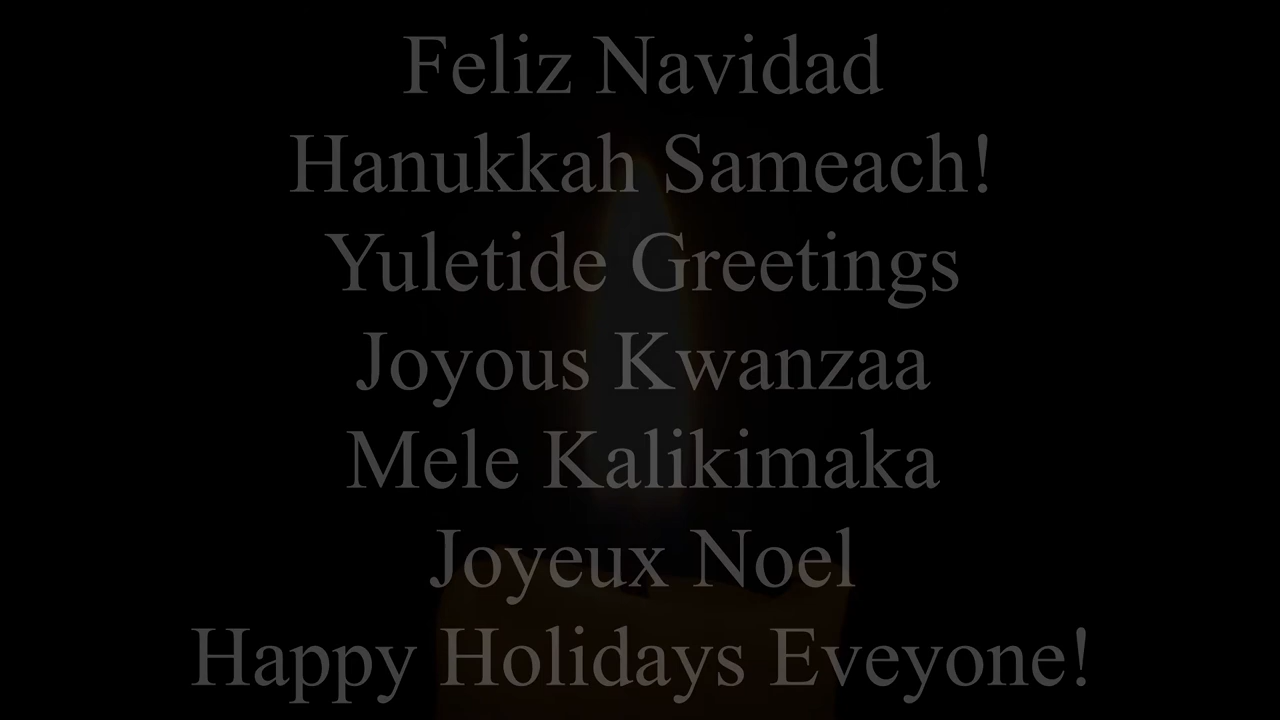 Feliz Navidad
Hanukkah Sameach!
Yuletide Greetings
Joyous Kwanzaa
Mele Kalikimaka
Joyeux Noel
Happy Holidays Eveyone!